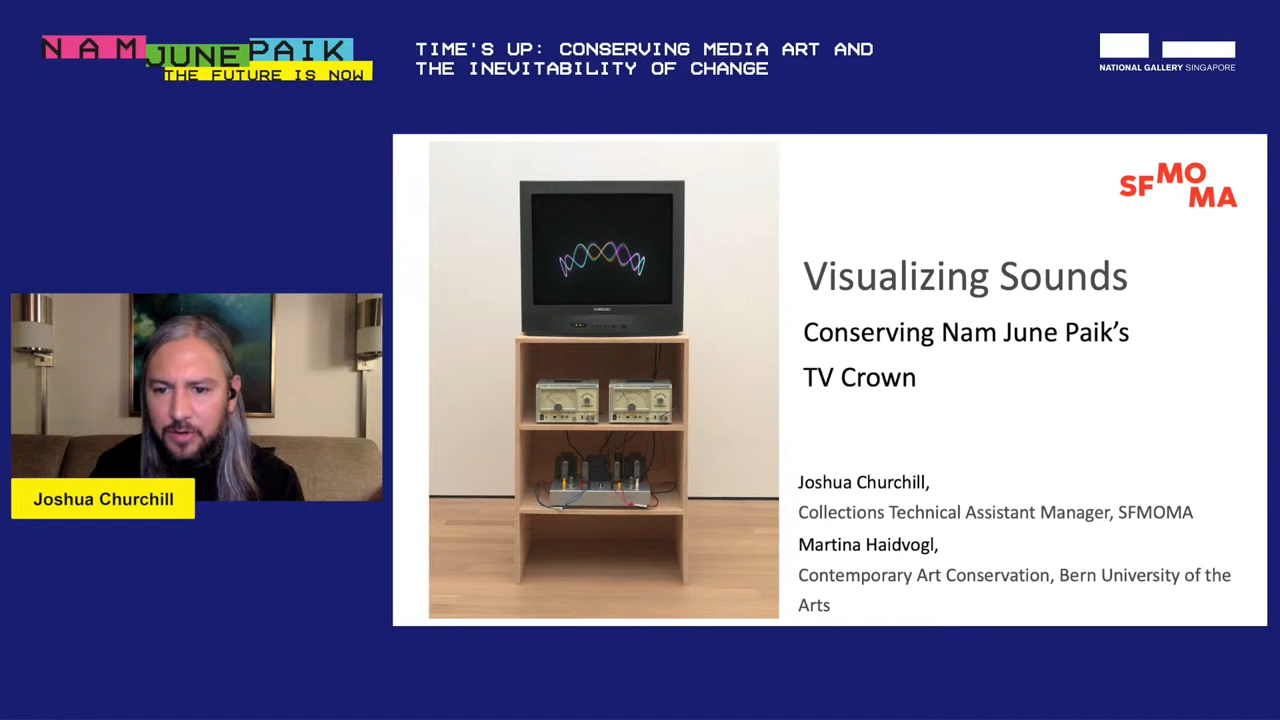 NAM JUNE PAIK
THE FUTURE IS NOW
TIME'S UP: CONSERVING MEDIA ART AND
THE INEVITABILITY OF CHANGE
NATIONAL GALLERY SINGAPORE
SFMOMA
Visualizing Sounds
Conserving Nam June Paik’s
TV Crown
Joshua Churchill,
Collections Technical Assistant Manager, SFMOMA
Martina Haidvogl,
Contemporary Art Conservation, Bern University of the
Arts
Joshua Churchill